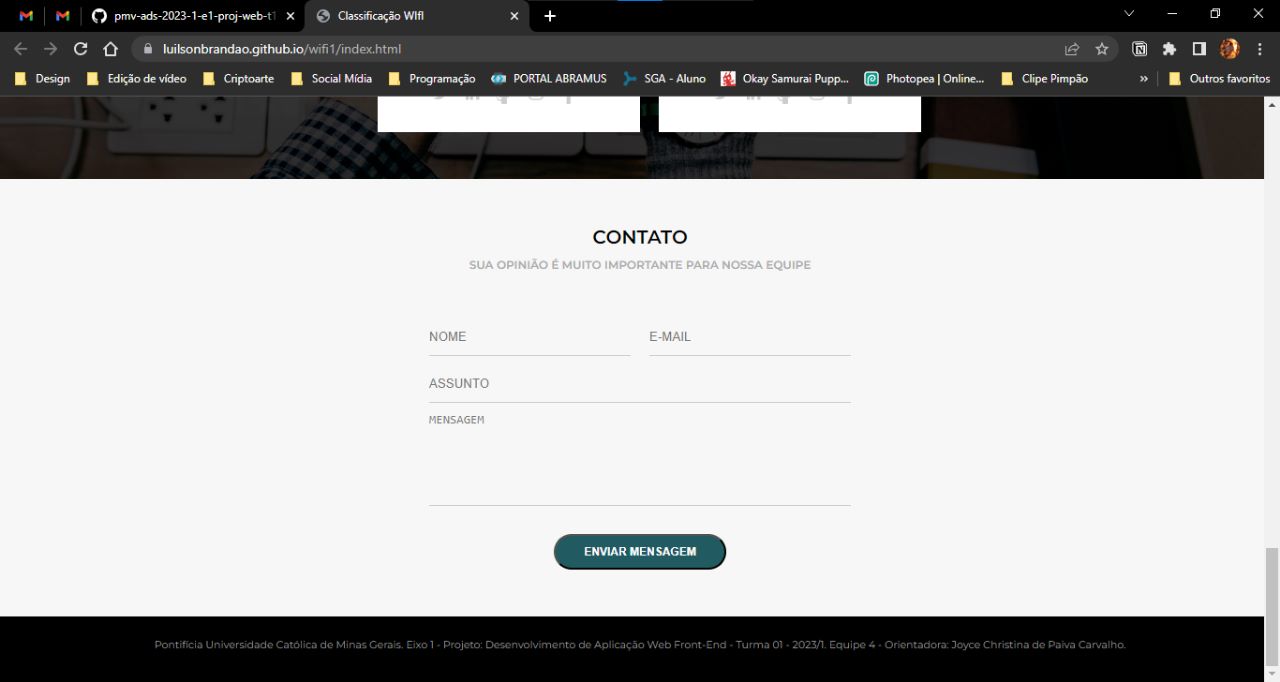 pmv-ads-2023-1-e1-proj-web-t1
Classificação WIfI
luilsonbrandao.github.io/wifi1/index.html
Design
Edição de vídeo
Criptoarte
Social Mídia
Programação
PORTAL ABRAMUS
SGA - Aluno
Okay Samurai Pupp...
Photopea | Online...
Clipe Pimpão
»
Outros favoritos
CONTATO
SUA OPINIÃO É MUITO IMPORTANTE PARA NOSSA EQUIPE
NOME
E-MAIL
ASSUNTO
MENSAGEM
ENVIAR MENSAGEM
Pontifícia Universidade Católica de Minas Gerais. Eixo 1 - Projeto: Desenvolvimento de Aplicação Web Front-End - Turma 01 - 2023/1. Equipe 4 - Orientadora: Joyce Christina de Paiva Carvalho.